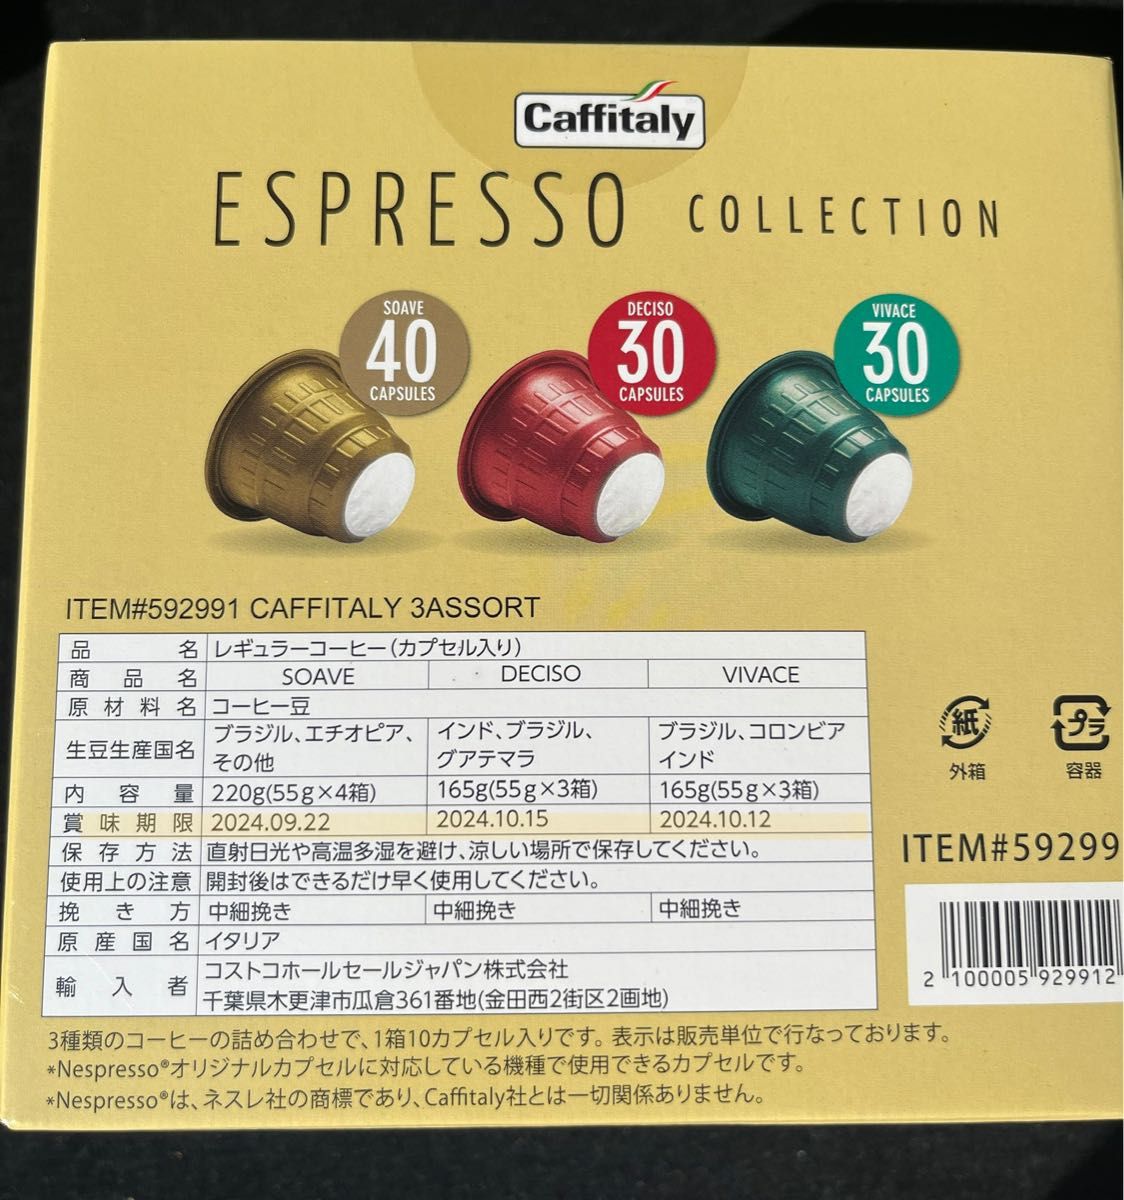 Caffitaly
ESPRESSO COLLECTION
SOAVE
40
CAPSULES
DECISO
30
CAPSULES
VIVACE
30
CAPSULES
ITEM#592991 CAFFITALY 3ASSORT
品名 レギュラーコーヒー(カプセル入り)
商品名 SOAVE DECISO VIVACE
原材料名 コーヒー豆
生豆生産国名 ブラジル、エチオピア、その他 インド、ブラジル、グアテマラ ブラジル、コロンビア インド
内容量 220g(55g×4箱) 165g(55g×3箱) 165g(55g×3箱)
賞味期限 2024.09.22 2024.10.15 2024.10.12
保存方法 直射日光や高温多湿を避け、涼しい場所で保存してください。
使用上の注意 開封後はできるだけ早く使用してください。
挽き方 中細挽き 中細挽き 中細挽き
原産国名 イタリア
輸入者 コストコホールセールジャパン株式会社
千葉県木更津市瓜倉361番地(金田西2街区2画地)
紙
外箱
プラ
容器
ITEM#59299
2 100005 929912
3種類のコーヒーの詰め合わせで、1箱10カプセル入りです。表示は販売単位で行なっております。
*Nespresso®オリジナルカプセルに対応している機種で使用できるカプセルです。
*Nespresso®は、ネスレ社の商標であり、Caffitaly社とは一切関係ありません。